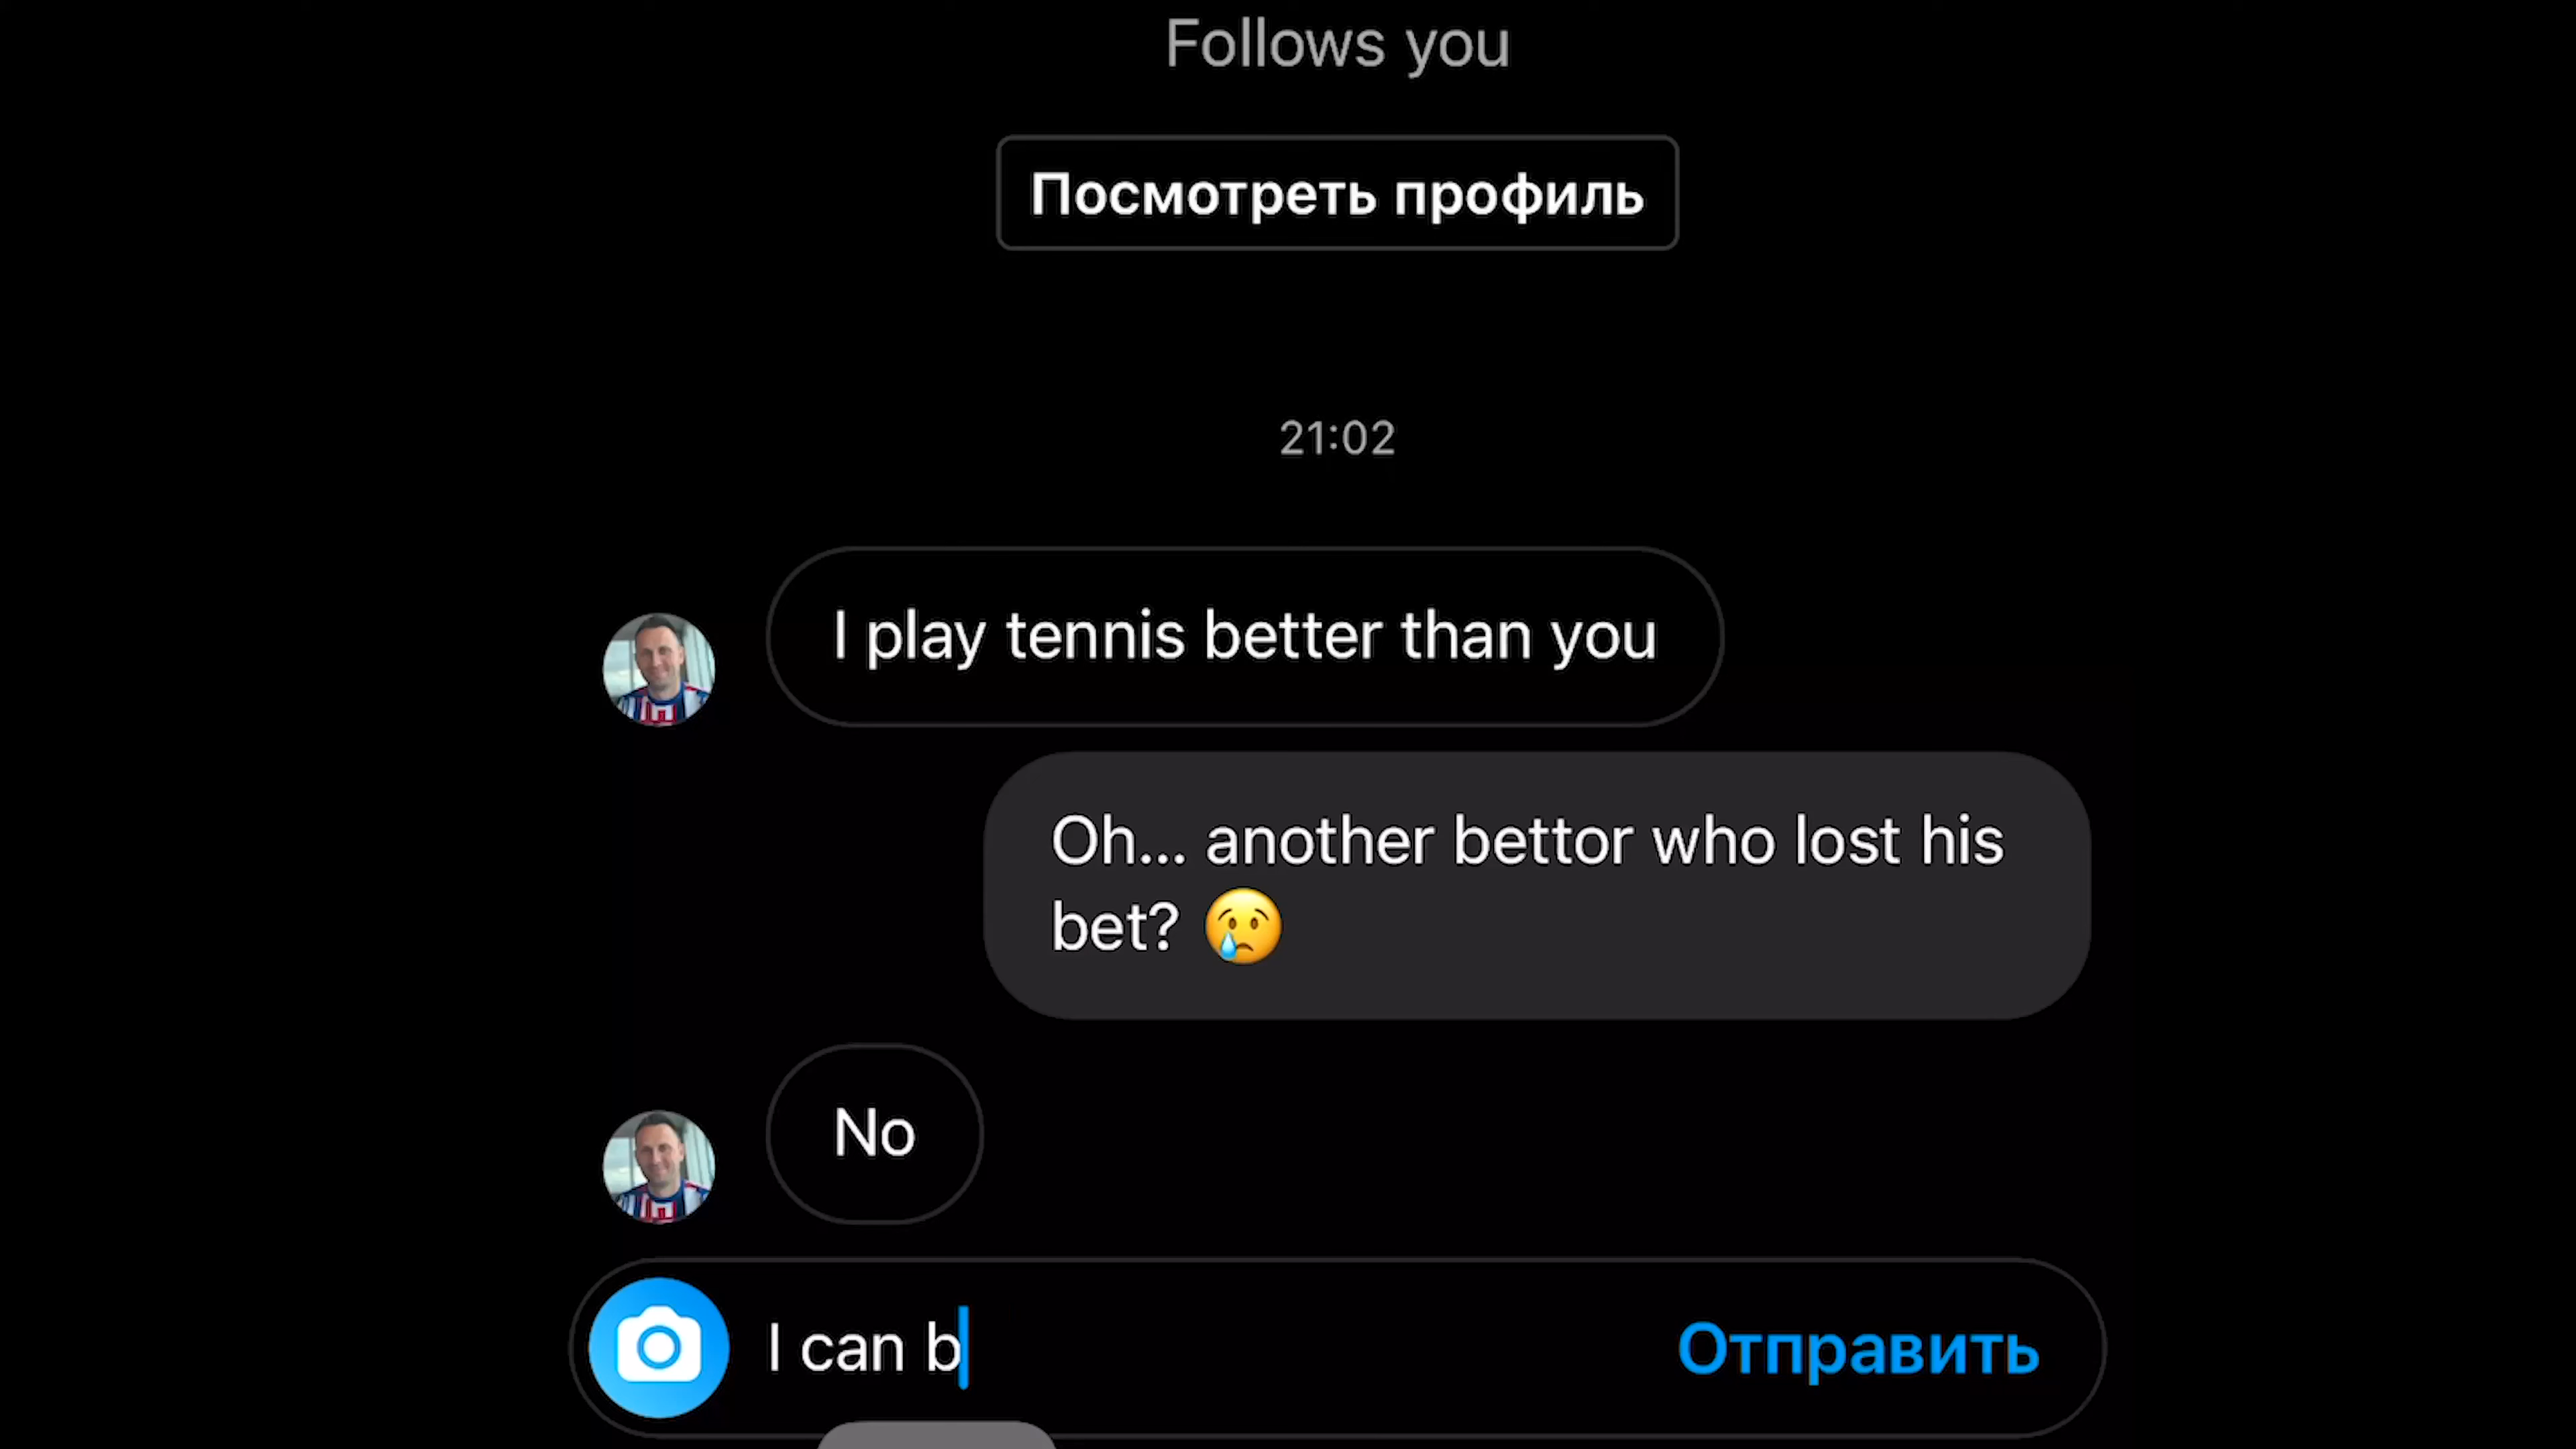 Follows you
Посмотреть профиль
21:02
I play tennis better than you
Oh... another bettor who lost his
bet? 😢
No
I can b
Отправить